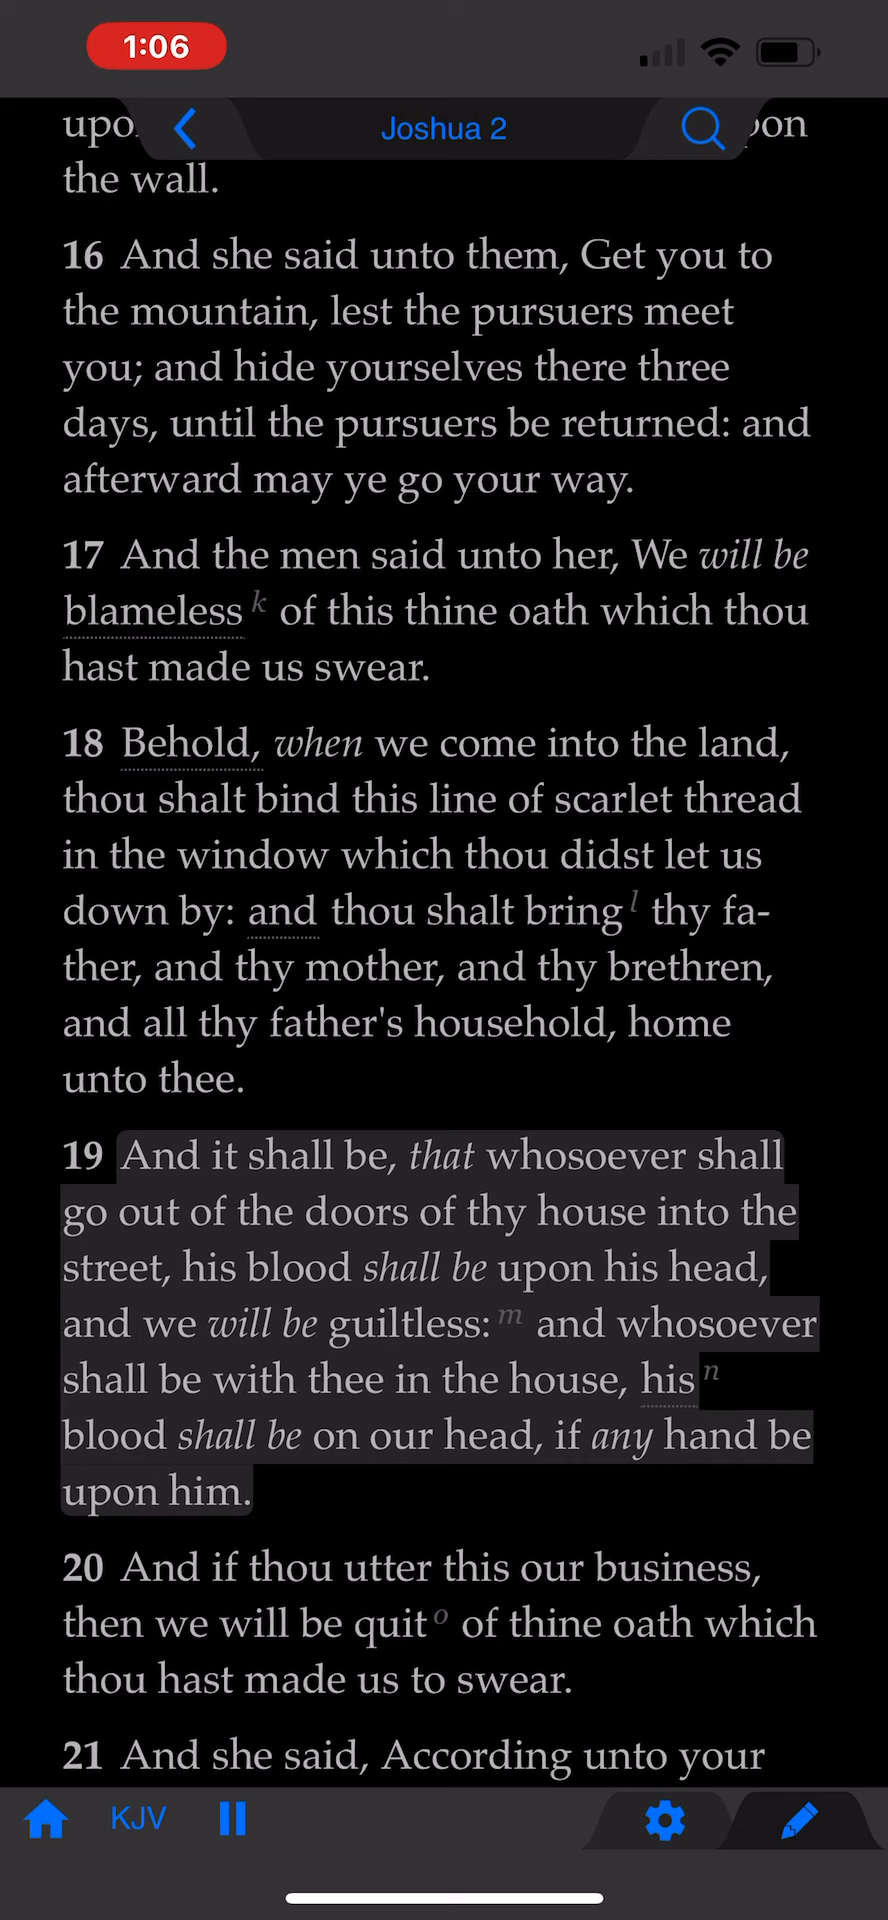 1:06
upo
Joshua 2
pon
the wall.
16 And she said unto them, Get you to
the mountain, lest the pursuers meet
you; and hide yourselves there three
days, until the pursuers be returned: and
afterward may ye go your way.
17 And the men said unto her, We will be
blameless k of this thine oath which thou
hast made us swear.
18 Behold, when we come into the land,
thou shalt bind this line of scarlet thread
in the window which thou didst let us
down by: and thou shalt bring l thy fa-
ther, and thy mother, and thy brethren,
and all thy father's household, home
unto thee.
19 And it shall be, that whosoever shall
go out of the doors of thy house into the
street, his blood shall be upon his head,
and we will be guiltless: m and whosoever
shall be with thee in the house, his n
blood shall be on our head, if any hand be
upon him.
20 And if thou utter this our business,
then we will be quit o of thine oath which
thou hast made us to swear.
21 And she said, According unto your
KJV